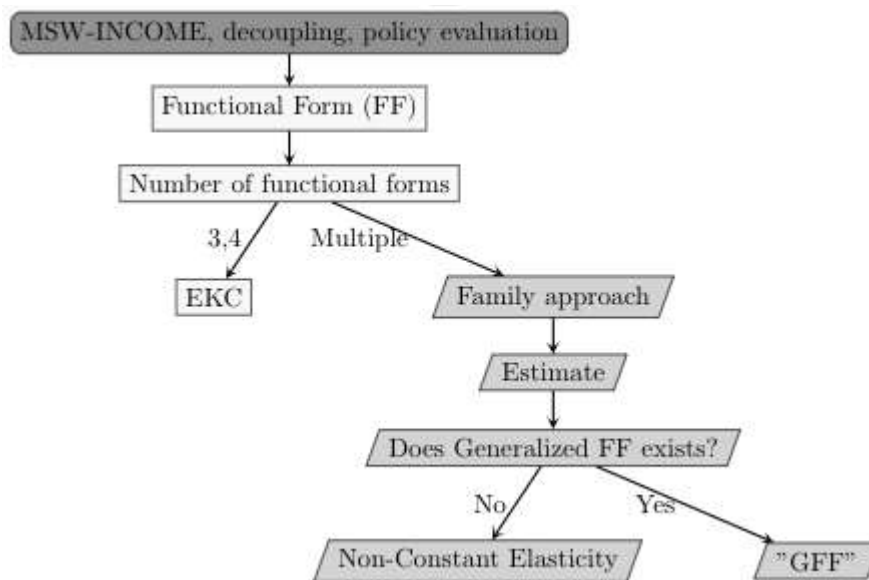 MSW-INCOME, decoupling, policy evaluation
Functional Form (FF)
Number of functional forms
3,4
Multiple
EKC
Family approach
Estimate
Does Generalized FF exists?
No
Yes
Non-Constant Elasticity
"GFF"